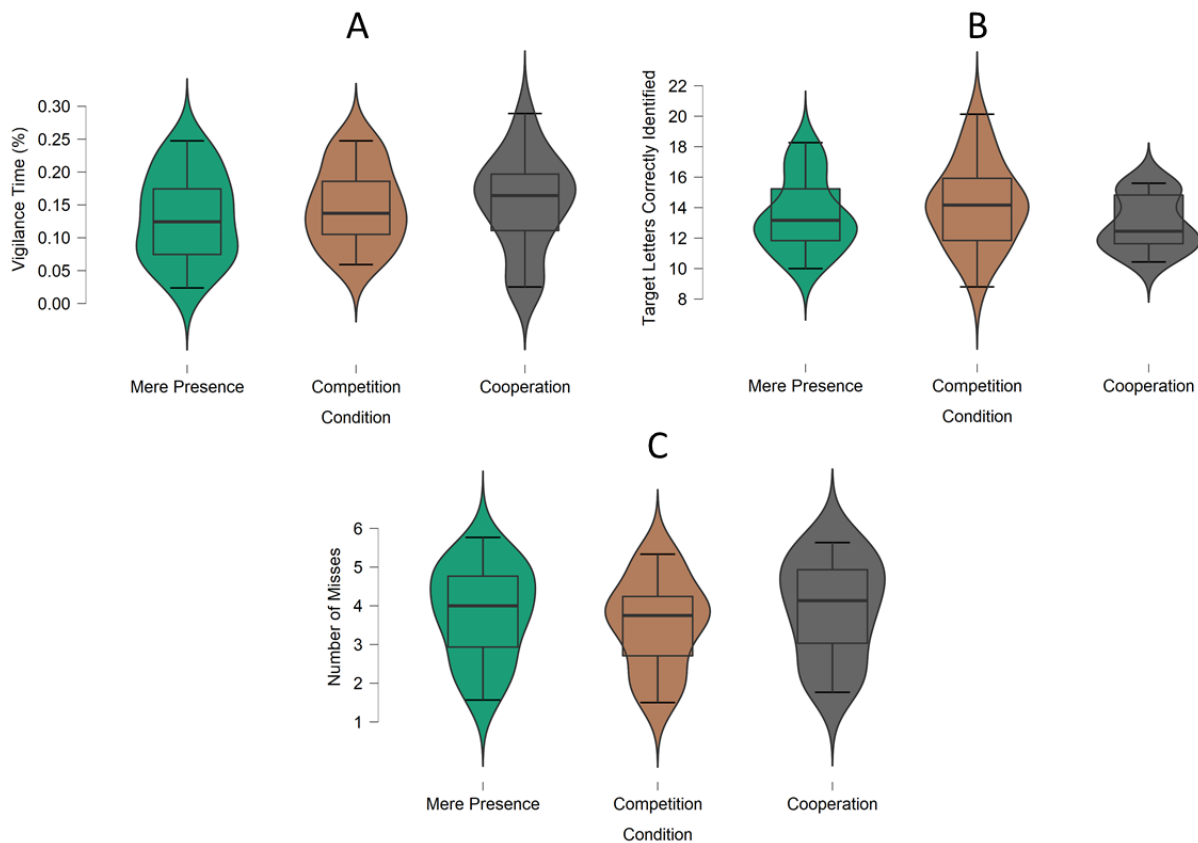 A
Vigilance Time (%)
0.30
0.25
0.20
0.15
0.10
0.05
0.00
Mere Presence Competition Cooperation
Condition
B
Target Letters Correctly Identified
22
20
18
16
14
12
10
8
Mere Presence Competition Cooperation
Condition
C
Number of Misses
6
5
4
3
2
1
Mere Presence Competition Cooperation
Condition